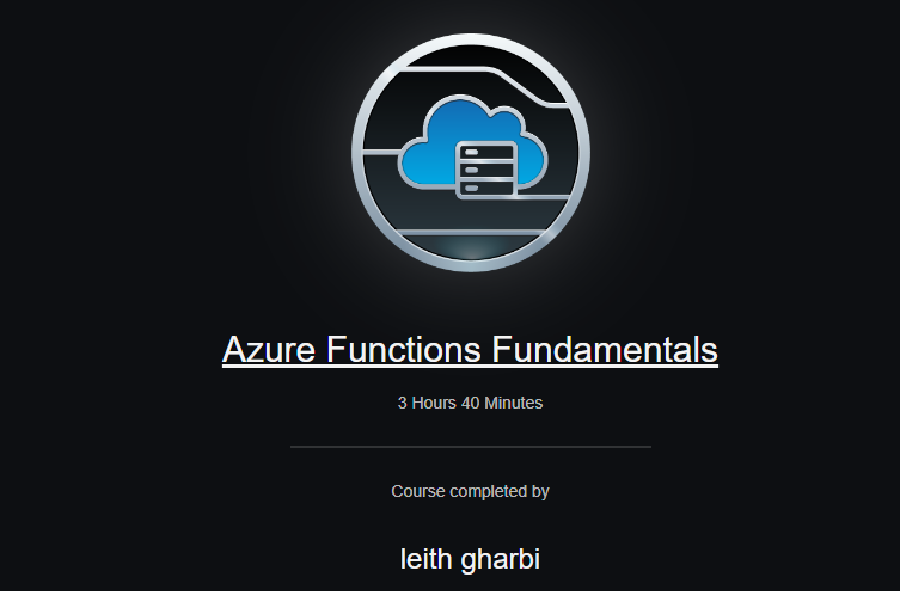 Azure Functions Fundamentals
3 Hours 40 Minutes
Course completed by
leith gharbi